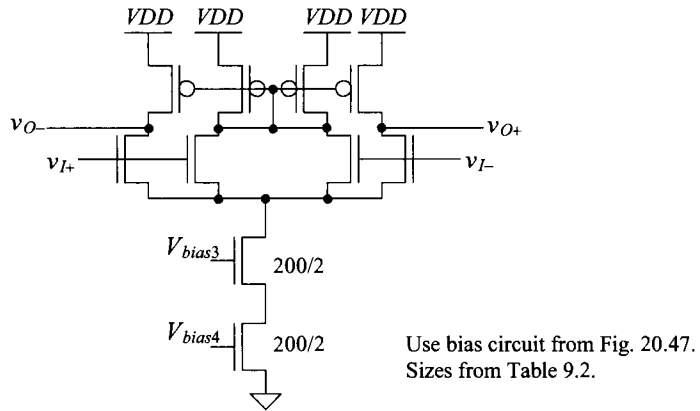 VDD VDD VDD VDD
vO–
vO+
vI+
vI–
Vbias3
200/2
Vbias4
200/2
Use bias circuit from Fig. 20.47.
Sizes from Table 9.2.